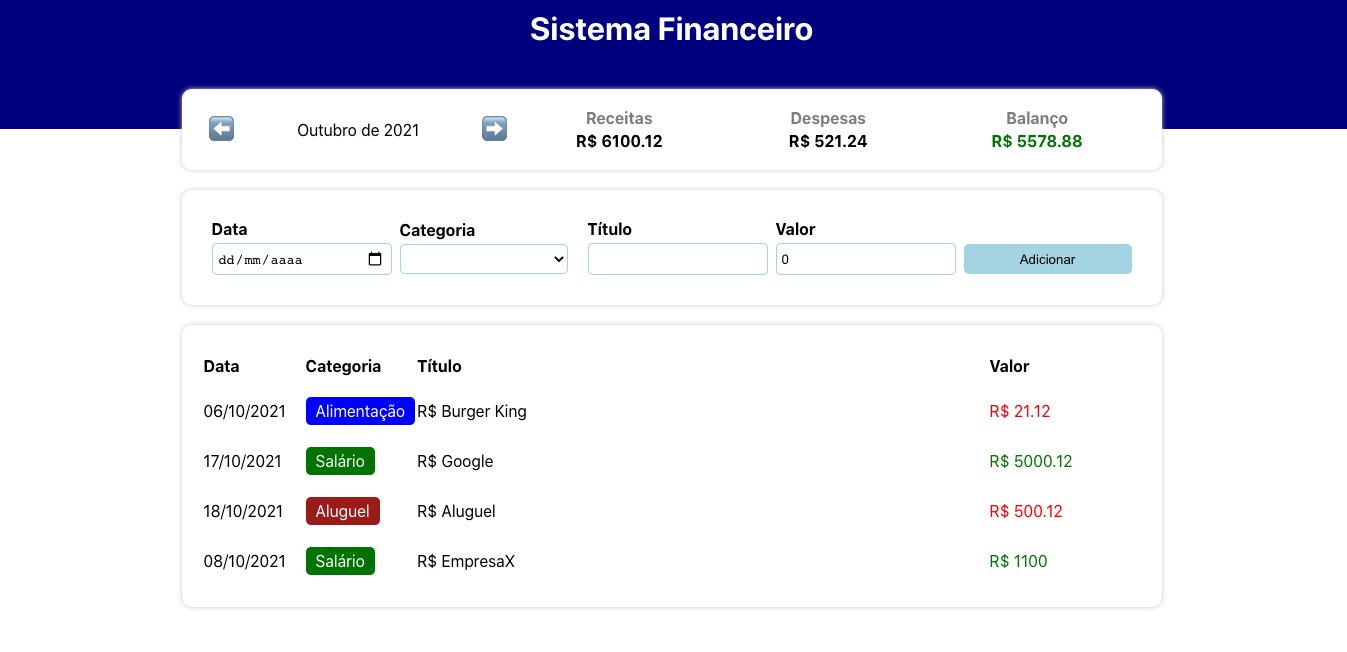 Sistema Financeiro
Outubro de 2021
Receitas
R$ 6100.12
Despesas
R$ 521.24
Balanço
R$ 5578.88
Data
dd/mm/aaaa
Categoria
Título
Valor
0
Adicionar
Data Categoria Título Valor
06/10/2021 Alimentação R$ Burger King R$ 21.12
17/10/2021 Salário R$ Google R$ 5000.12
18/10/2021 Aluguel R$ Aluguel R$ 500.12
08/10/2021 Salário R$ EmpresaX R$ 1100